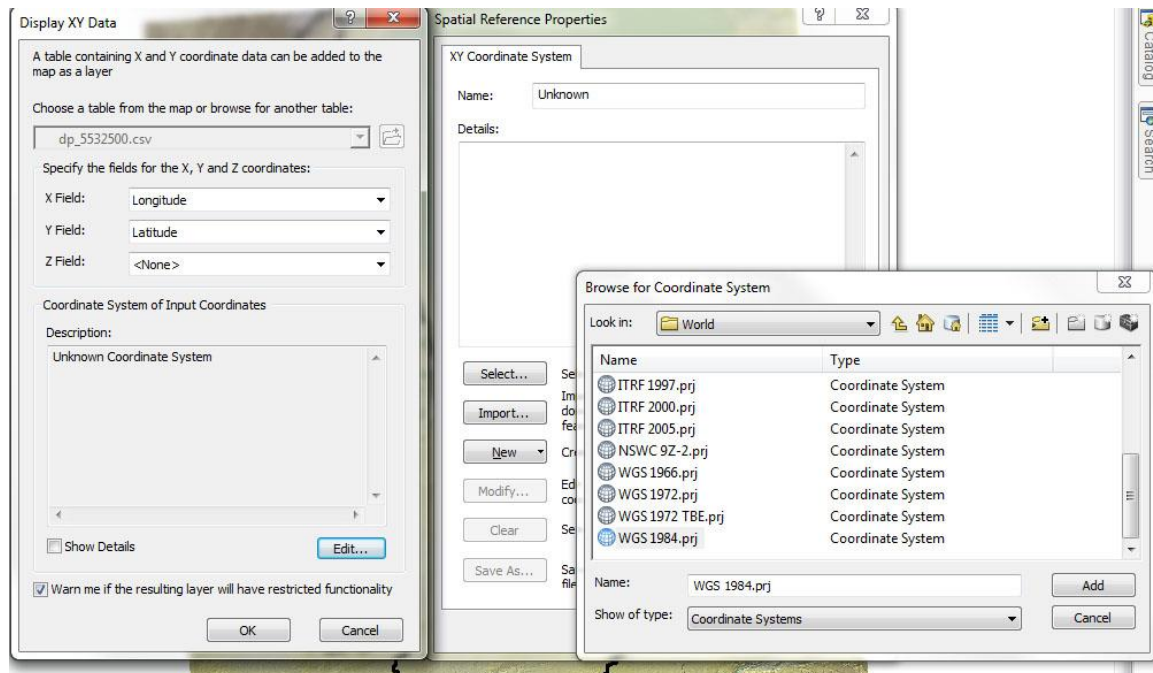 Display XY Data
A table containing X and Y coordinate data can be added to the
map as a layer
Choose a table from the map or browse for another table:
dp_5532500.csv
Specify the fields for the X, Y and Z coordinates:
X Field: Longitude
Y Field: Latitude
Z Field: <None>
Coordinate System of Input Coordinates
Description:
Unknown Coordinate System
Show Details
Edit...
Warn me if the resulting layer will have restricted functionality
OK Cancel
Spatial Reference Properties
XY Coordinate System
Name: Unknown
Details:
Select...
Import...
New
Modify...
Clear
Save As...
Browse for Coordinate System
Look in: World
Name Type
ITRF 1997.prj Coordinate System
ITRF 2000.prj Coordinate System
ITRF 2005.prj Coordinate System
NSWC 9Z-2.prj Coordinate System
WGS 1966.prj Coordinate System
WGS 1972.prj Coordinate System
WGS 1972 TBE.prj Coordinate System
WGS 1984.prj Coordinate System
Name: WGS 1984.prj Add
Show of type: Coordinate Systems Cancel
Catalog
Search